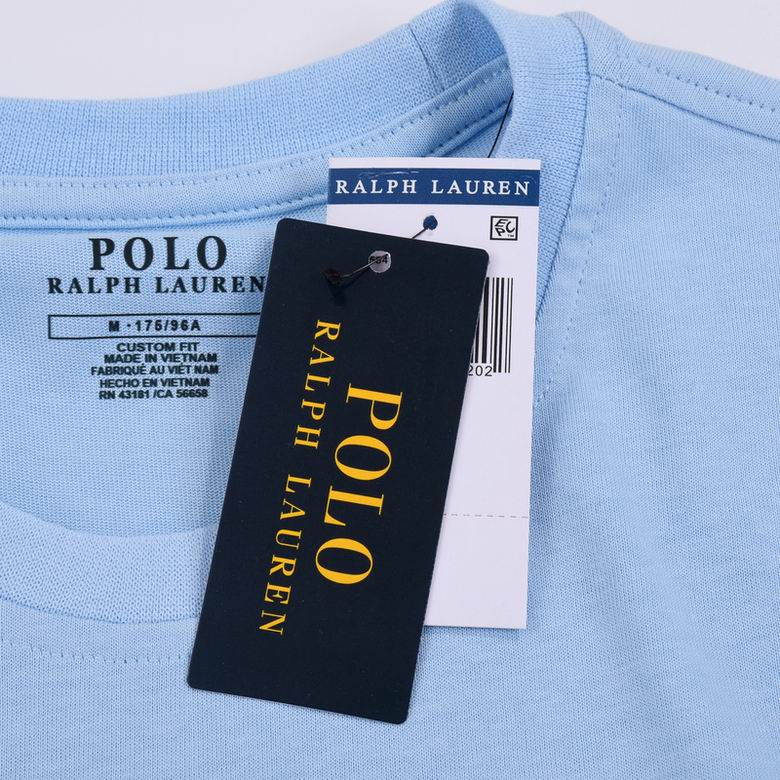 RALPH LAUREN
POLO
RALPH LAUREN
M · 175/96A
CUSTOM FIT
MADE IN VIETNAM
FABRIQUÉ AU VIÊT NAM
HECHO EN VIETNAM
RN 43181 /CA 56658
POLO
RALPH LAUREN
202